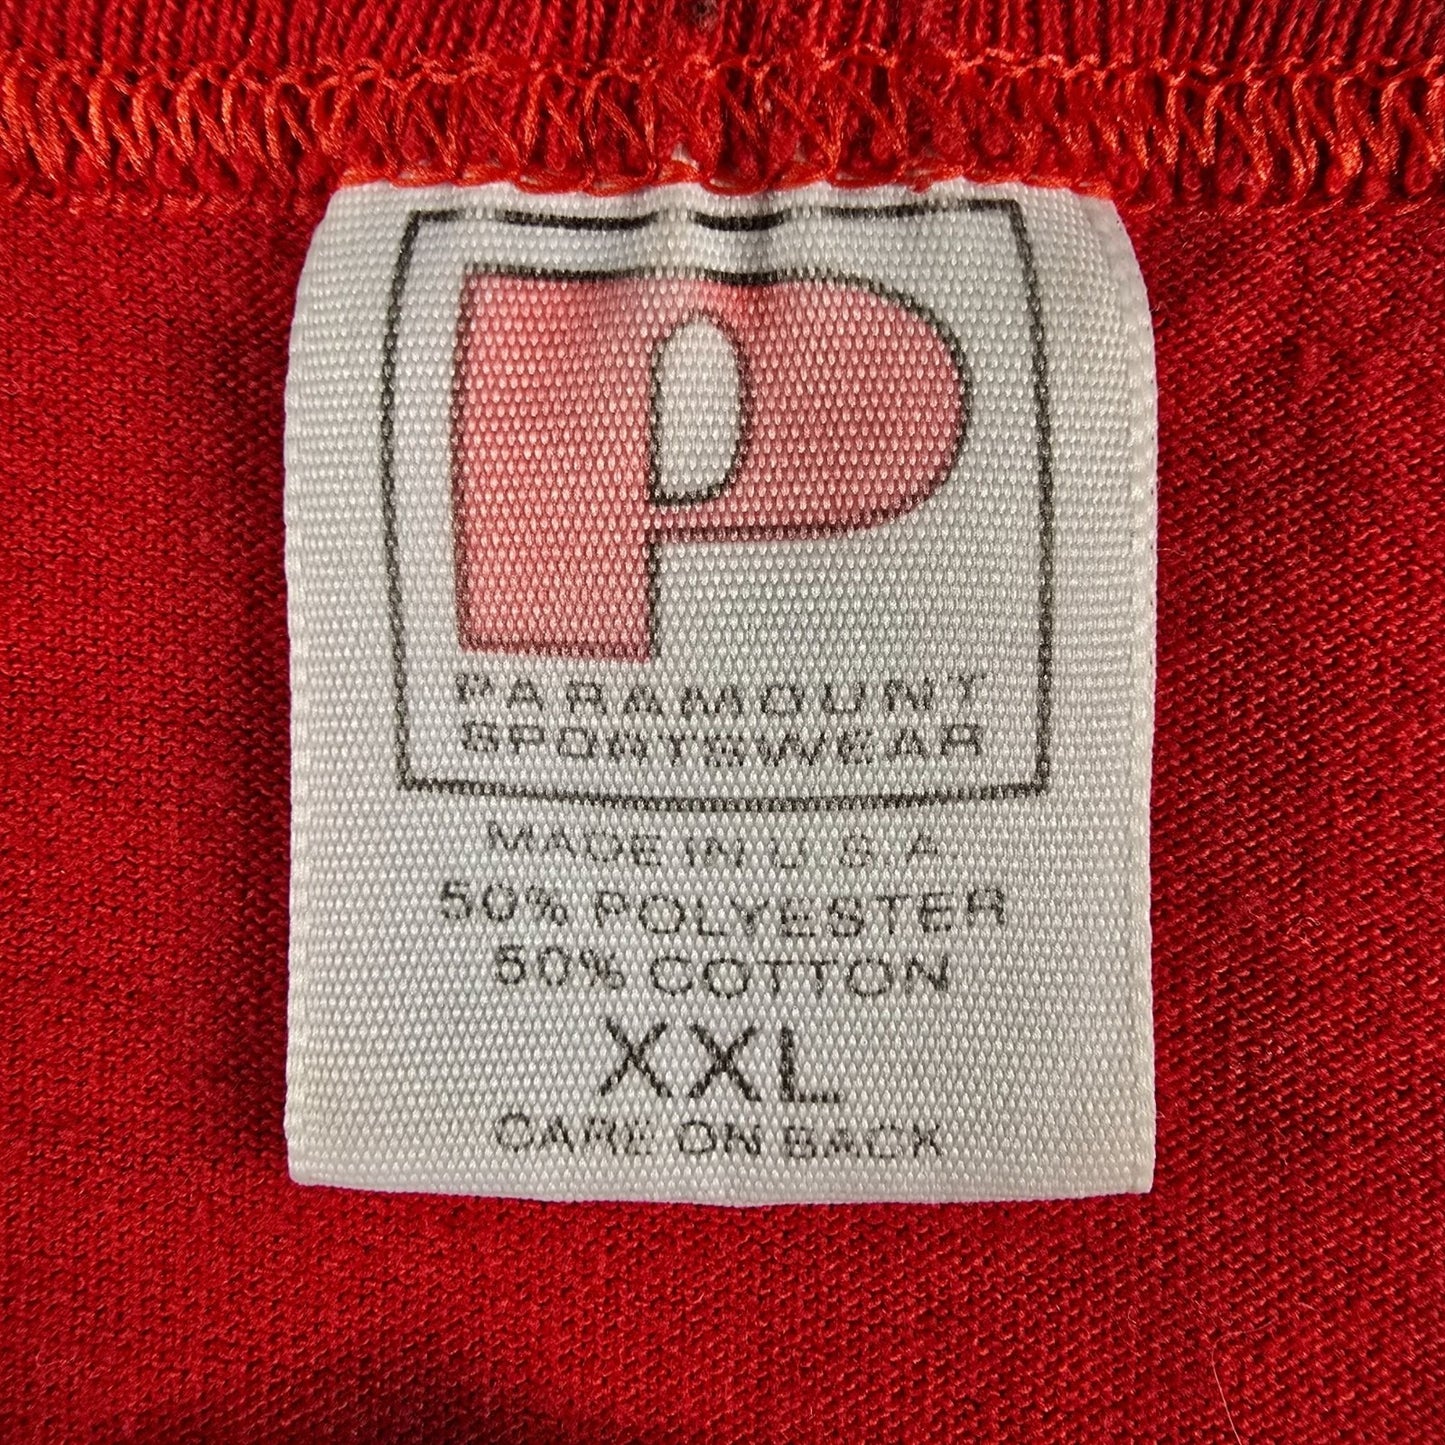 P
PARAMOUNT
SPORTSWEAR
MADE IN U.S.A.
50% POLYESTER
50% COTTON
XXL
CARE ON BACK